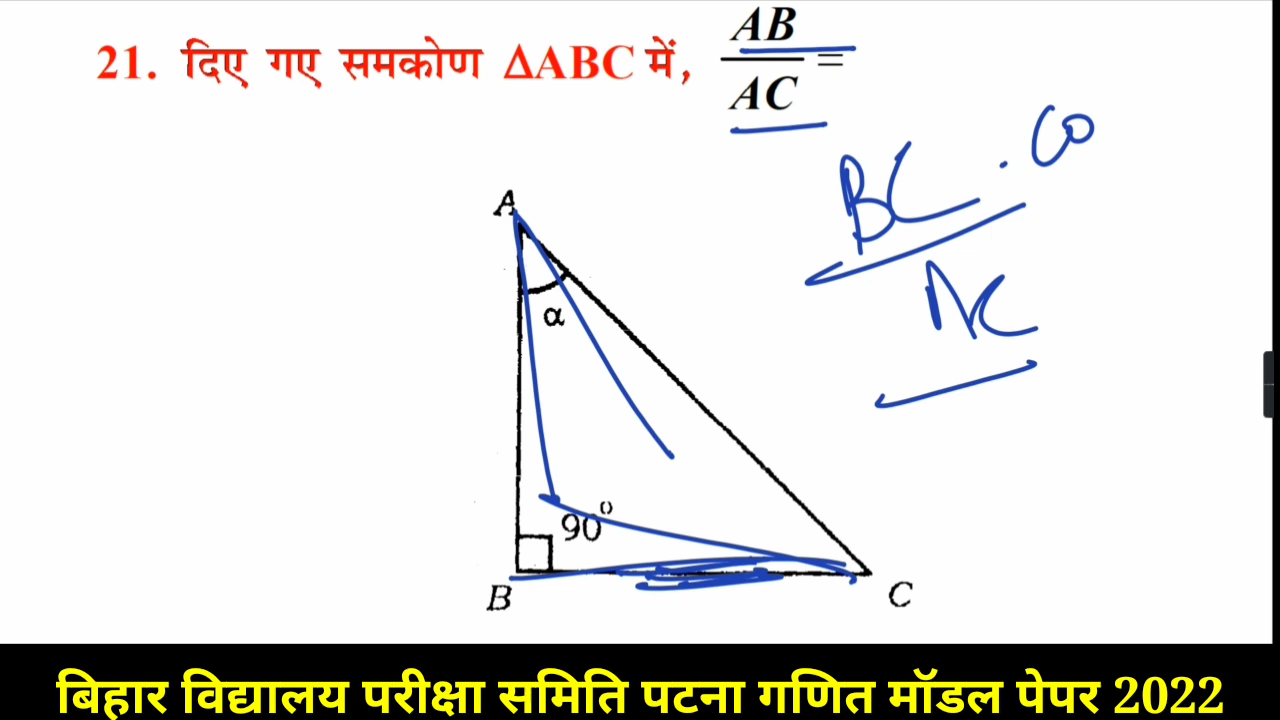 21. दिए गए समकोण ΔABC में, AB/AC =
BC . Co
AC
A
α
90°
B
C
बिहार विद्यालय परीक्षा समिति पटना गणित मॉडल पेपर 2022